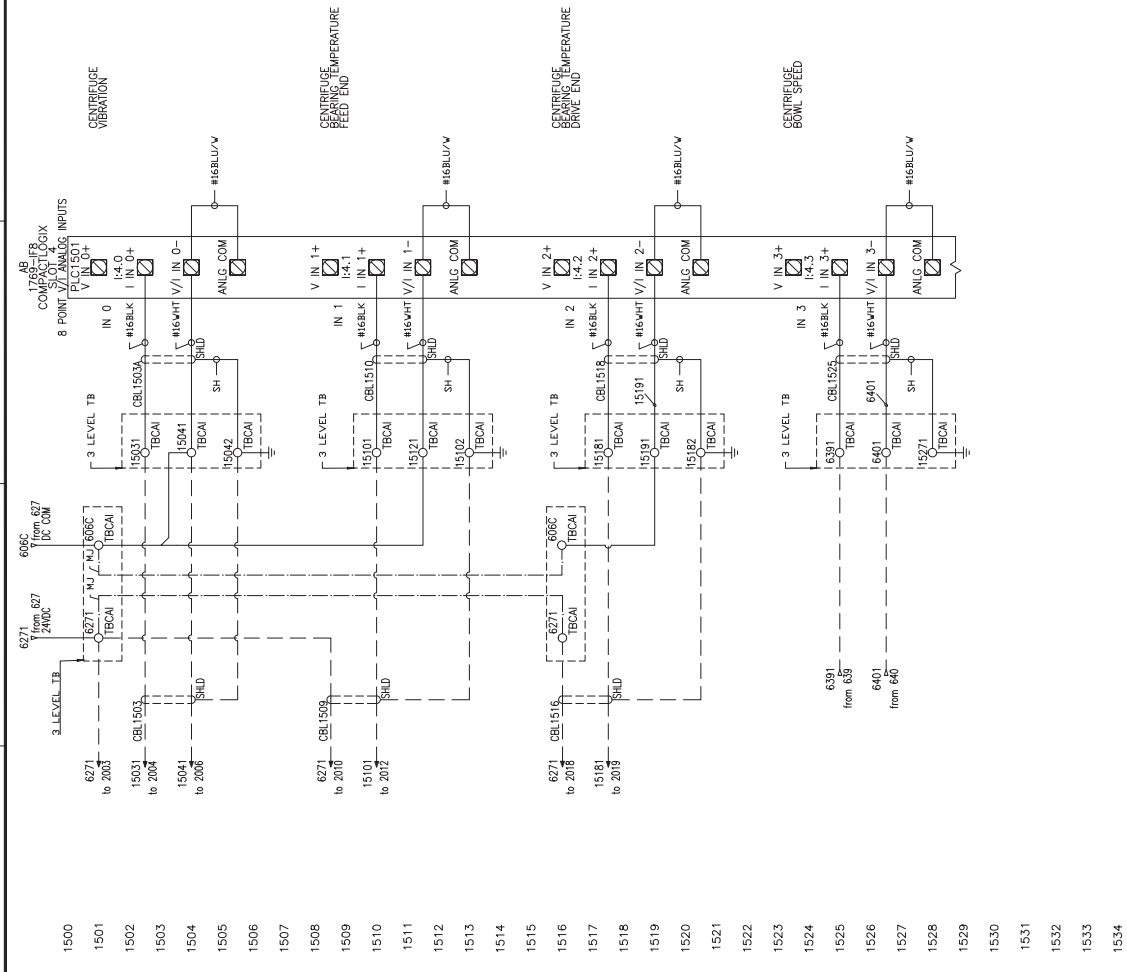 AB
1769-IF8
COMPACTLOGIX
SLOT 4
8 POINT V/I ANALOG INPUTS
PLC1501
CENTRIFUGE
VIBRATION
V IN 0+
I:4.0
I IN 0+
V/I IN 0-
ANLG COM
#16BLU/W
IN 0
#16BLK
#16WHT
SHLD
SH
CBL1503A
3 LEVEL TB
15031
TBCAI
15041
TBCAI
15042
TBCAI
606C
from 627
DC COM
606C
TBCAI
MJ
MJ
6271
from 627
24VDC
6271
TBCAI
3 LEVEL TB
CBL1503
SHLD
6271
to 2003
15031
to 2004
15041
to 2006
CENTRIFUGE
BEARING TEMPERATURE
FEED END
V IN 1+
I:4.1
I IN 1+
V/I IN 1-
ANLG COM
#16BLU/W
IN 1
#16BLK
#16WHT
SHLD
SH
CBL1510
3 LEVEL TB
15101
TBCAI
15121
TBCAI
15102
TBCAI
CBL1509
SHLD
6271
to 2010
15101
to 2012
CENTRIFUGE
BEARING TEMPERATURE
DRIVE END
V IN 2+
I:4.2
I IN 2+
V/I IN 2-
ANLG COM
#16BLU/W
IN 2
#16BLK
#16WHT
SHLD
SH
CBL1518
15191
3 LEVEL TB
15181
TBCAI
15191
TBCAI
15182
TBCAI
606C
TBCAI
6271
TBCAI
CBL1516
SHLD
6271
to 2018
15181
to 2019
CENTRIFUGE
BOWL SPEED
V IN 3+
I:4.3
I IN 3+
V/I IN 3-
ANLG COM
#16BLU/W
IN 3
#16BLK
#16WHT
SHLD
SH
CBL1525
6401
3 LEVEL TB
6391
TBCAI
6401
TBCAI
15271
TBCAI
6391
from 639
6401
from 640
1500
1501
1502
1503
1504
1505
1506
1507
1508
1509
1510
1511
1512
1513
1514
1515
1516
1517
1518
1519
1520
1521
1522
1523
1524
1525
1526
1527
1528
1529
1530
1531
1532
1533
1534